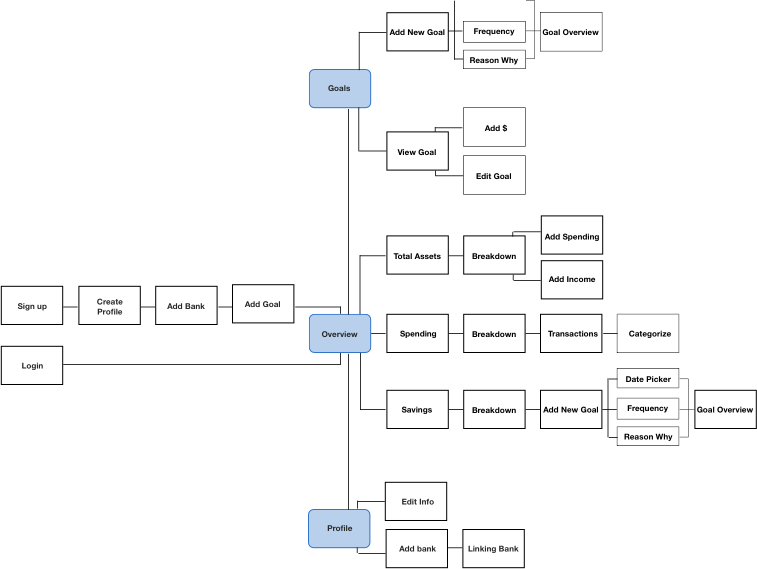 Add New Goal
Frequency
Goal Overview
Reason Why
Goals
Add $
View Goal
Edit Goal
Add Spending
Total Assets
Breakdown
Add Income
Sign up
Create
Profile
Add Bank
Add Goal
Overview
Spending
Breakdown
Transactions
Categorize
Login
Date Picker
Savings
Breakdown
Add New Goal
Frequency
Goal Overview
Reason Why
Edit Info
Profile
Add bank
Linking Bank